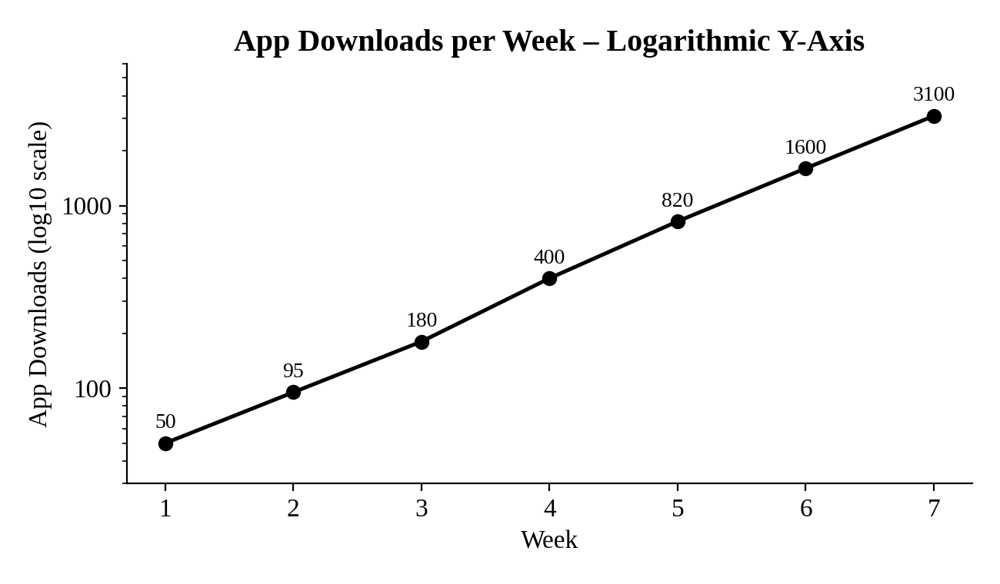 App Downloads per Week – Logarithmic Y-Axis
App Downloads (log10 scale)
1000
100
50
95
180
400
820
1600
3100
1 2 3 4 5 6 7
Week